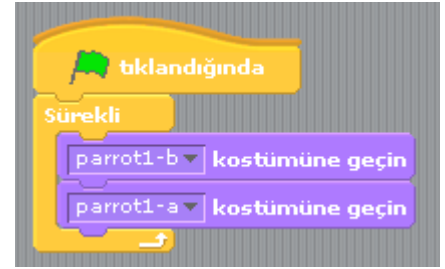 tıklandığında
Sürekli
parrot1-b kostümüne geçin
parrot1-a kostümüne geçin